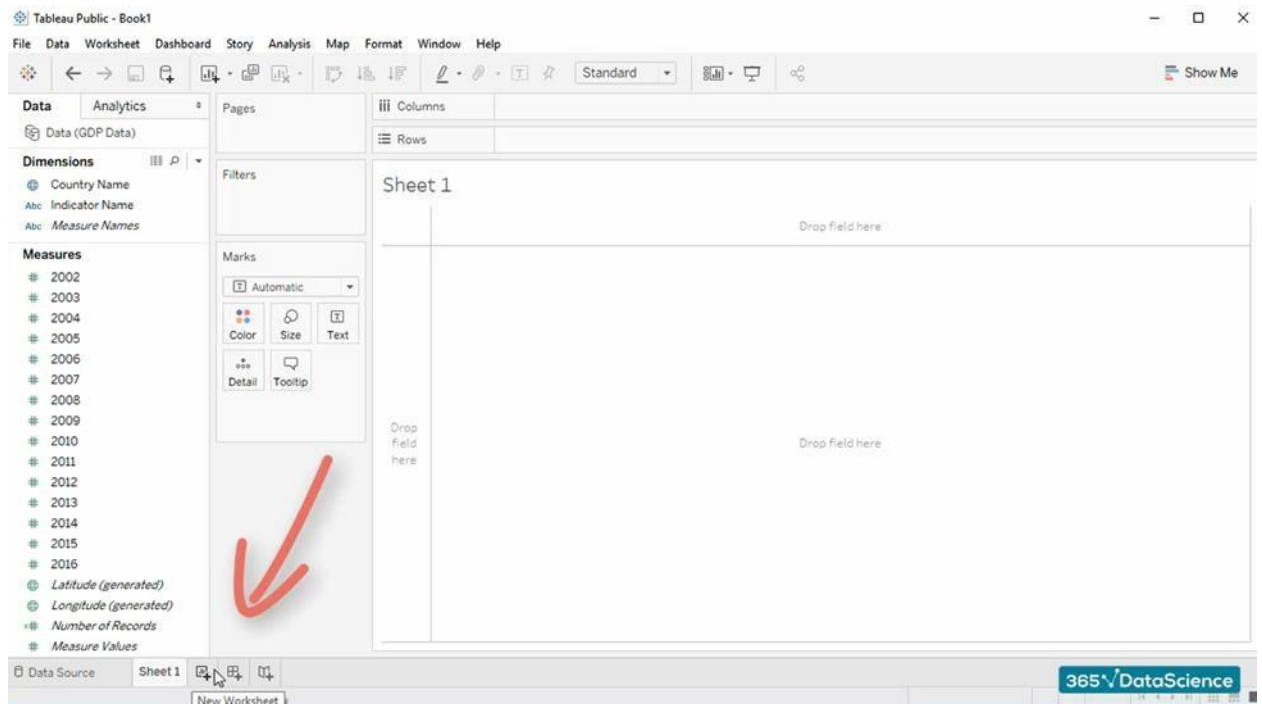 Tableau Public - Book1
File Data Worksheet Dashboard Story Analysis Map Format Window Help
Standard
Show Me
Data Analytics
Data (GDP Data)
Dimensions
Country Name
Abc Indicator Name
Abc Measure Names
Measures
2002
2003
2004
2005
2006
2007
2008
2009
2010
2011
2012
2013
2014
2015
2016
Latitude (generated)
Longitude (generated)
Number of Records
Measure Values
Pages
Filters
Marks
Automatic
Color Size Text
Detail Tooltip
Columns
Rows
Sheet 1
Drop field here
Drop
field
here
Drop field here
Data Source Sheet 1
New Worksheet
365 DataScience